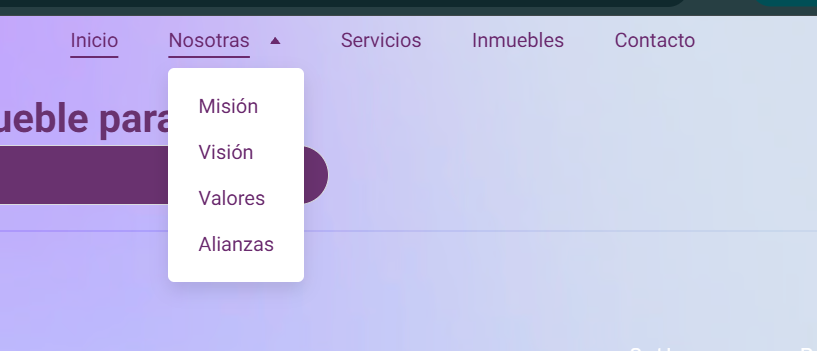 Inicio Nosotras Servicios Inmuebles Contacto
ueble para
Misión
Visión
Valores
Alianzas